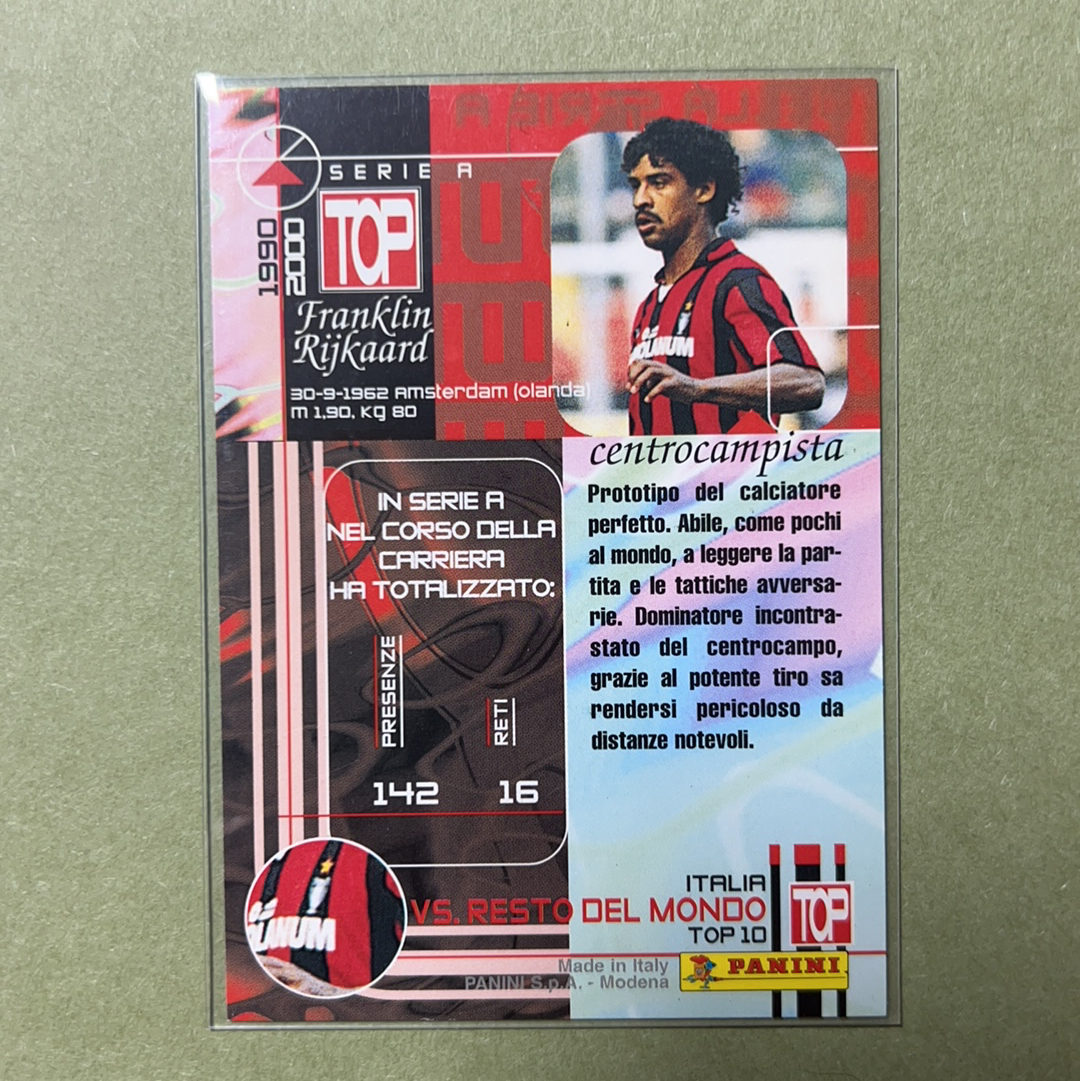 SERIE A
1990
2000
TOP
Franklin
Rijkaard
30-9-1962 Amsterdam (olanda)
m 1,90, Kg 80
centrocampista
IN SERIE A
NEL CORSO DELLA
CARRIERA
HA TOTALIZZATO:
PRESENZE
RETI
142
16
Prototipo del calciatore
perfetto. Abile, come pochi
al mondo, a leggere la par-
tita e le tattiche avversa-
rie. Dominatore incontra-
stato del centrocampo,
grazie al potente tiro sa
rendersi pericoloso da
distanze notevoli.
ITALIA
VS. RESTO DEL MONDO
TOP 10
TOP
Made in Italy
PANINI S.p.A. - Modena
PANINI